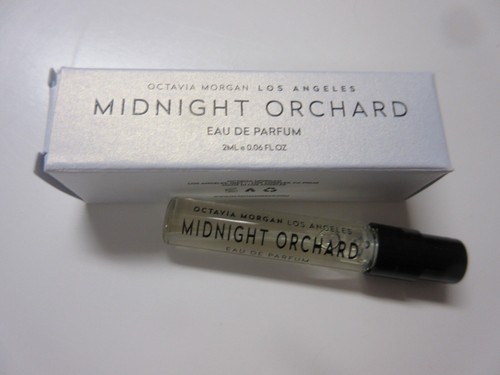 OCTAVIA MORGAN LOS ANGELES
MIDNIGHT ORCHARD
EAU DE PARFUM
2ML e 0.06 FL OZ
OCTAVIA MORGAN LOS ANGELES
MIDNIGHT ORCHARD
EAU DE PARFUM